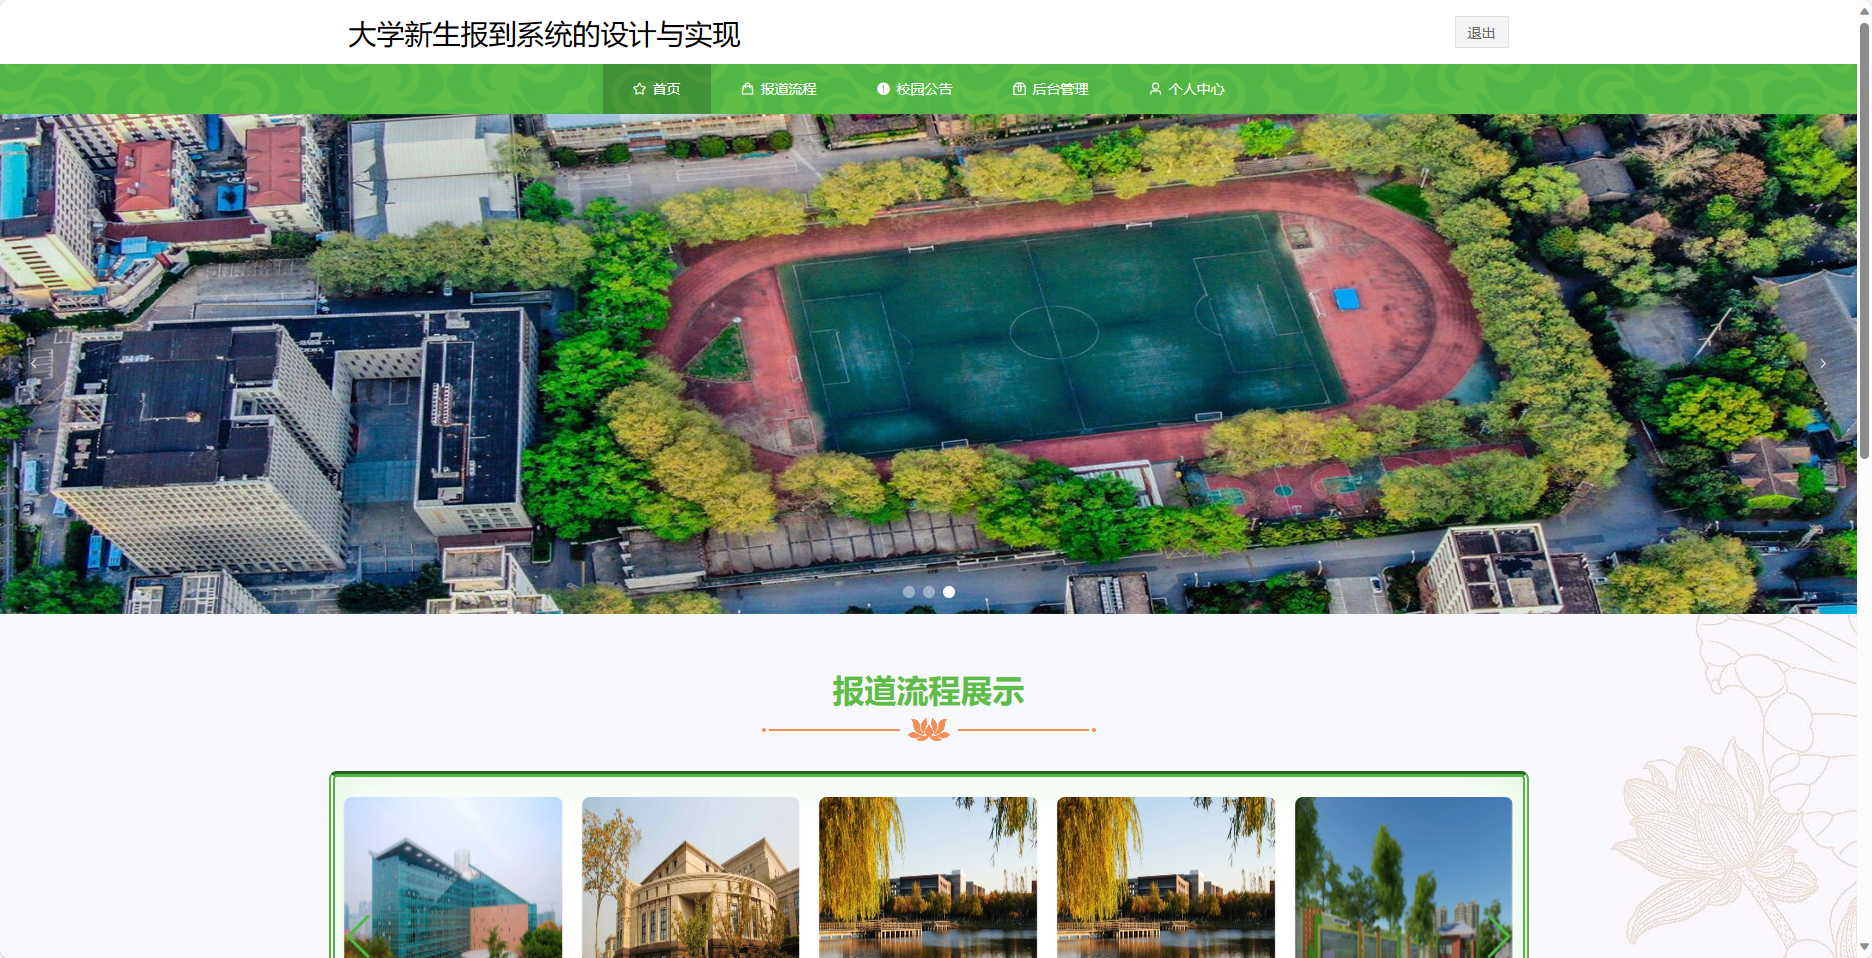 大学新生报到系统的设计与实现
退出
首页
报道流程
校园公告
后台管理
个人中心
报道流程展示